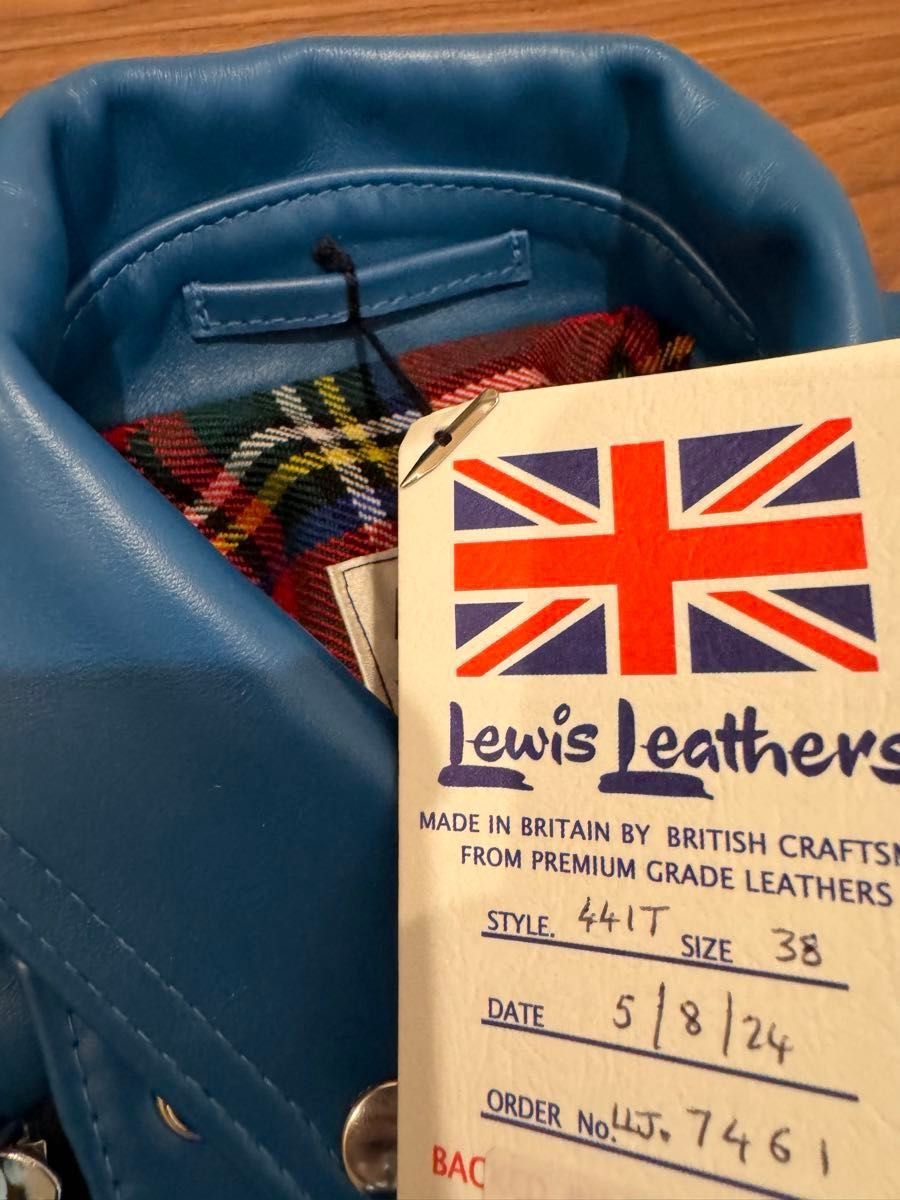 Lewis Leathers
MADE IN BRITAIN BY BRITISH CRAFTSM
FROM PREMIUM GRADE LEATHERS
STYLE. 441T SIZE 38
DATE 5/8/24
ORDER No. LLJ. 7461
BAC